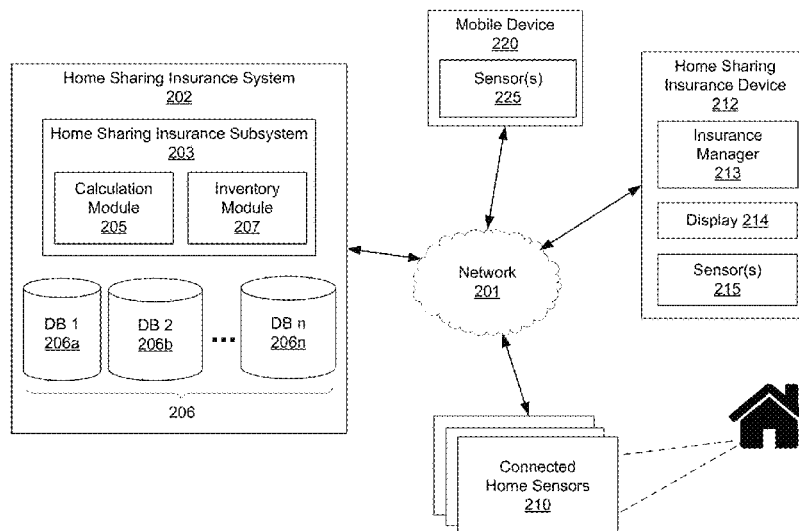 Home Sharing Insurance System
202
Home Sharing Insurance Subsystem
203
Calculation
Module
205
Inventory
Module
207
DB 1
206a
DB 2
206b
...
DB n
206n
206
Mobile Device
220
Sensor(s)
225
Network
201
Home Sharing
Insurance Device
212
Insurance
Manager
213
Display 214
Sensor(s)
215
Connected
Home Sensors
210